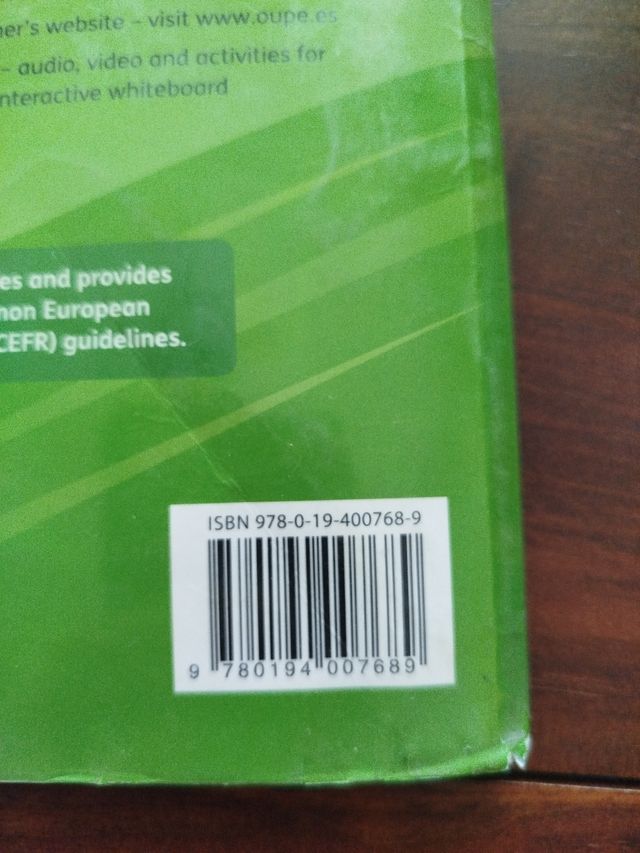 ner's website – visit www.oupe.es
– audio, video and activities for
nteractive whiteboard
es and provides
mon European
CEFR) guidelines.
ISBN 978-0-19-400768-9
9 780194 007689